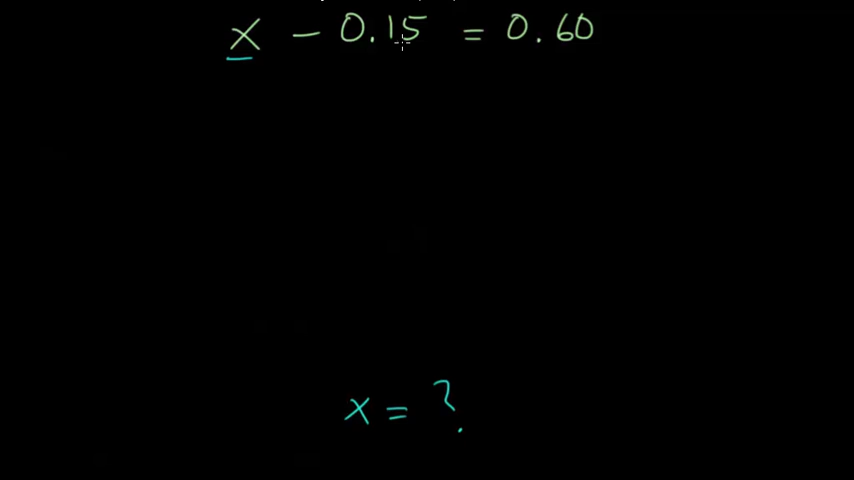 x - 0.15 = 0.60
x = ?